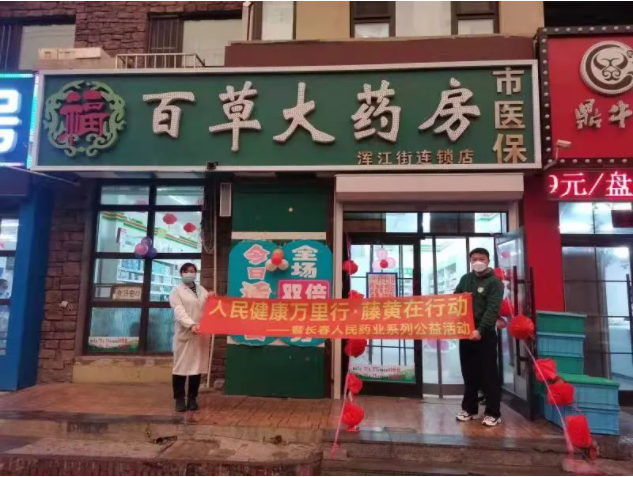 福
百草大药房
市医保
浑江街连锁店
鼎牛
9元/盘
今日
全场
双倍
人民健康万里行·藤黄在行动
——暨长春人民药业系列公益活动